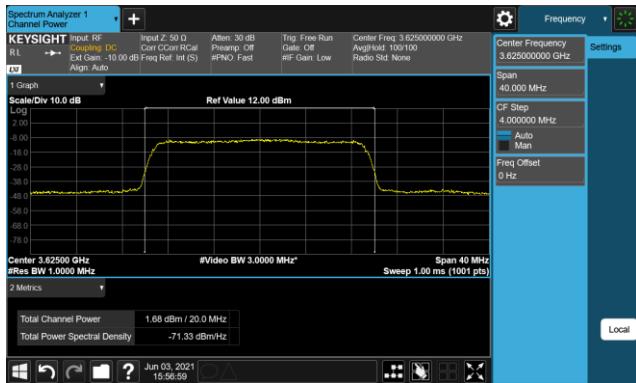 Spectrum Analyzer 1
Channel Power
+
Frequency
KEYSIGHT
RL
LXI
Input: RF
Coupling: DC
Ext Gain: -10.00 dB
Align: Auto
Input Z: 50 Ω
Corr CCorr RCal
Freq Ref: Int (S)
Atten: 30 dB
Preamp: Off
#PNO: Fast
Trig: Free Run
Gate: Off
#IF Gain: Low
Center Freq: 3.625000000 GHz
Avg|Hold: 100/100
Radio Std: None
Center Frequency
3.625000000 GHz
Settings
Span
40.000 MHz
CF Step
4.000000 MHz
Auto
Man
Freq Offset
0 Hz
1 Graph
Scale/Div 10.0 dB
Ref Value 12.00 dBm
Log
2.00
-8.00
-18.0
-28.0
-38.0
-48.0
-58.0
-68.0
-78.0
Center 3.62500 GHz
#Video BW 3.0000 MHz*
Span 40 MHz
#Res BW 1.0000 MHz
Sweep 1.00 ms (1001 pts)
2 Metrics
Total Channel Power
1.68 dBm / 20.0 MHz
Total Power Spectral Density
-71.33 dBm/Hz
Local
?
Jun 03, 2021
15:56:59